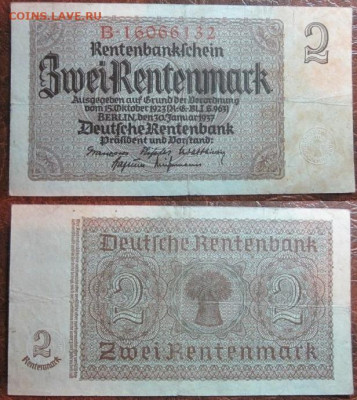 COINS.LAVE.RU
B·16066132
Rentenbankschein
2
Zwei Rentenmark
Ausgegeben auf Grund der Verordnung
vom 15. Oktober 1923 (R.G.Bl.I S.963)
BERLIN, den 30. Januar 1937
Deutsche Rentenbank
Präsident und Vorstand:
Deutsche Rentenbank
2 2
2
Rentenmark
Zwei Rentenmark